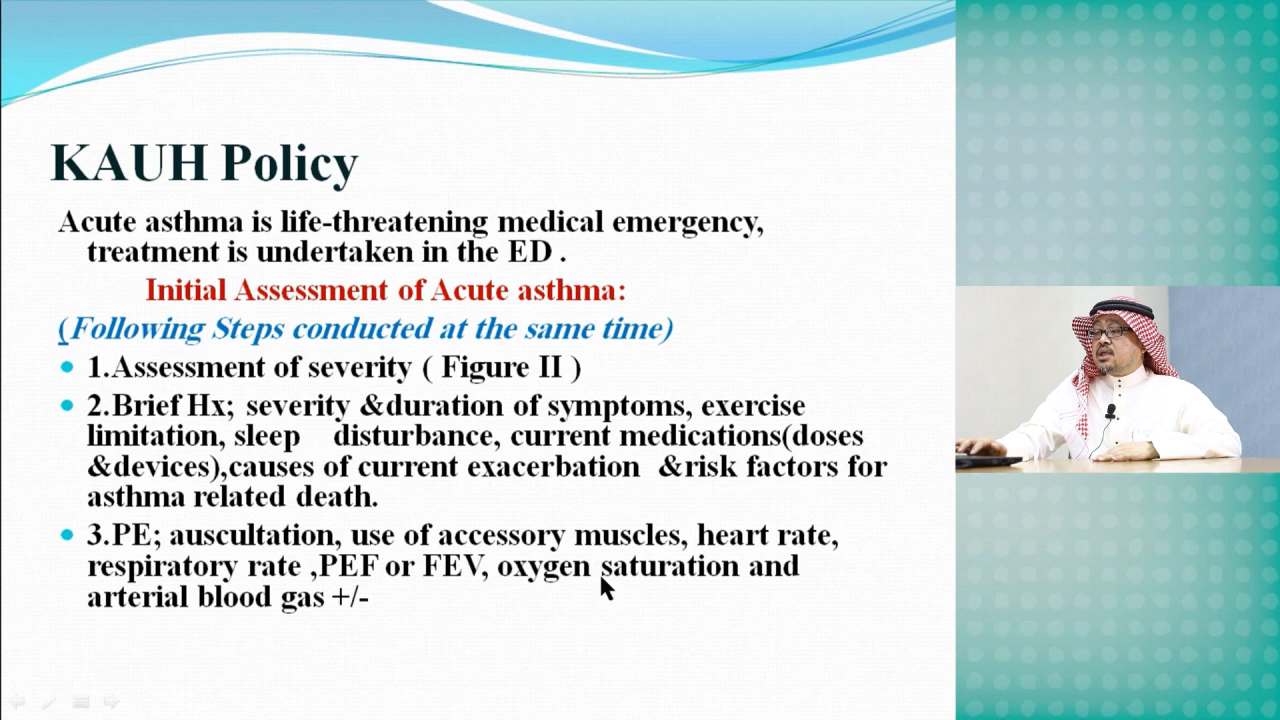 KAUH Policy
Acute asthma is life-threatening medical emergency,
treatment is undertaken in the ED .
Initial Assessment of Acute asthma:
(Following Steps conducted at the same time)
• 1.Assessment of severity ( Figure II )
• 2.Brief Hx; severity &duration of symptoms, exercise
limitation, sleep disturbance, current medications(doses
&devices),causes of current exacerbation &risk factors for
asthma related death.
• 3.PE; auscultation, use of accessory muscles, heart rate,
respiratory rate ,PEF or FEV, oxygen saturation and
arterial blood gas +/-